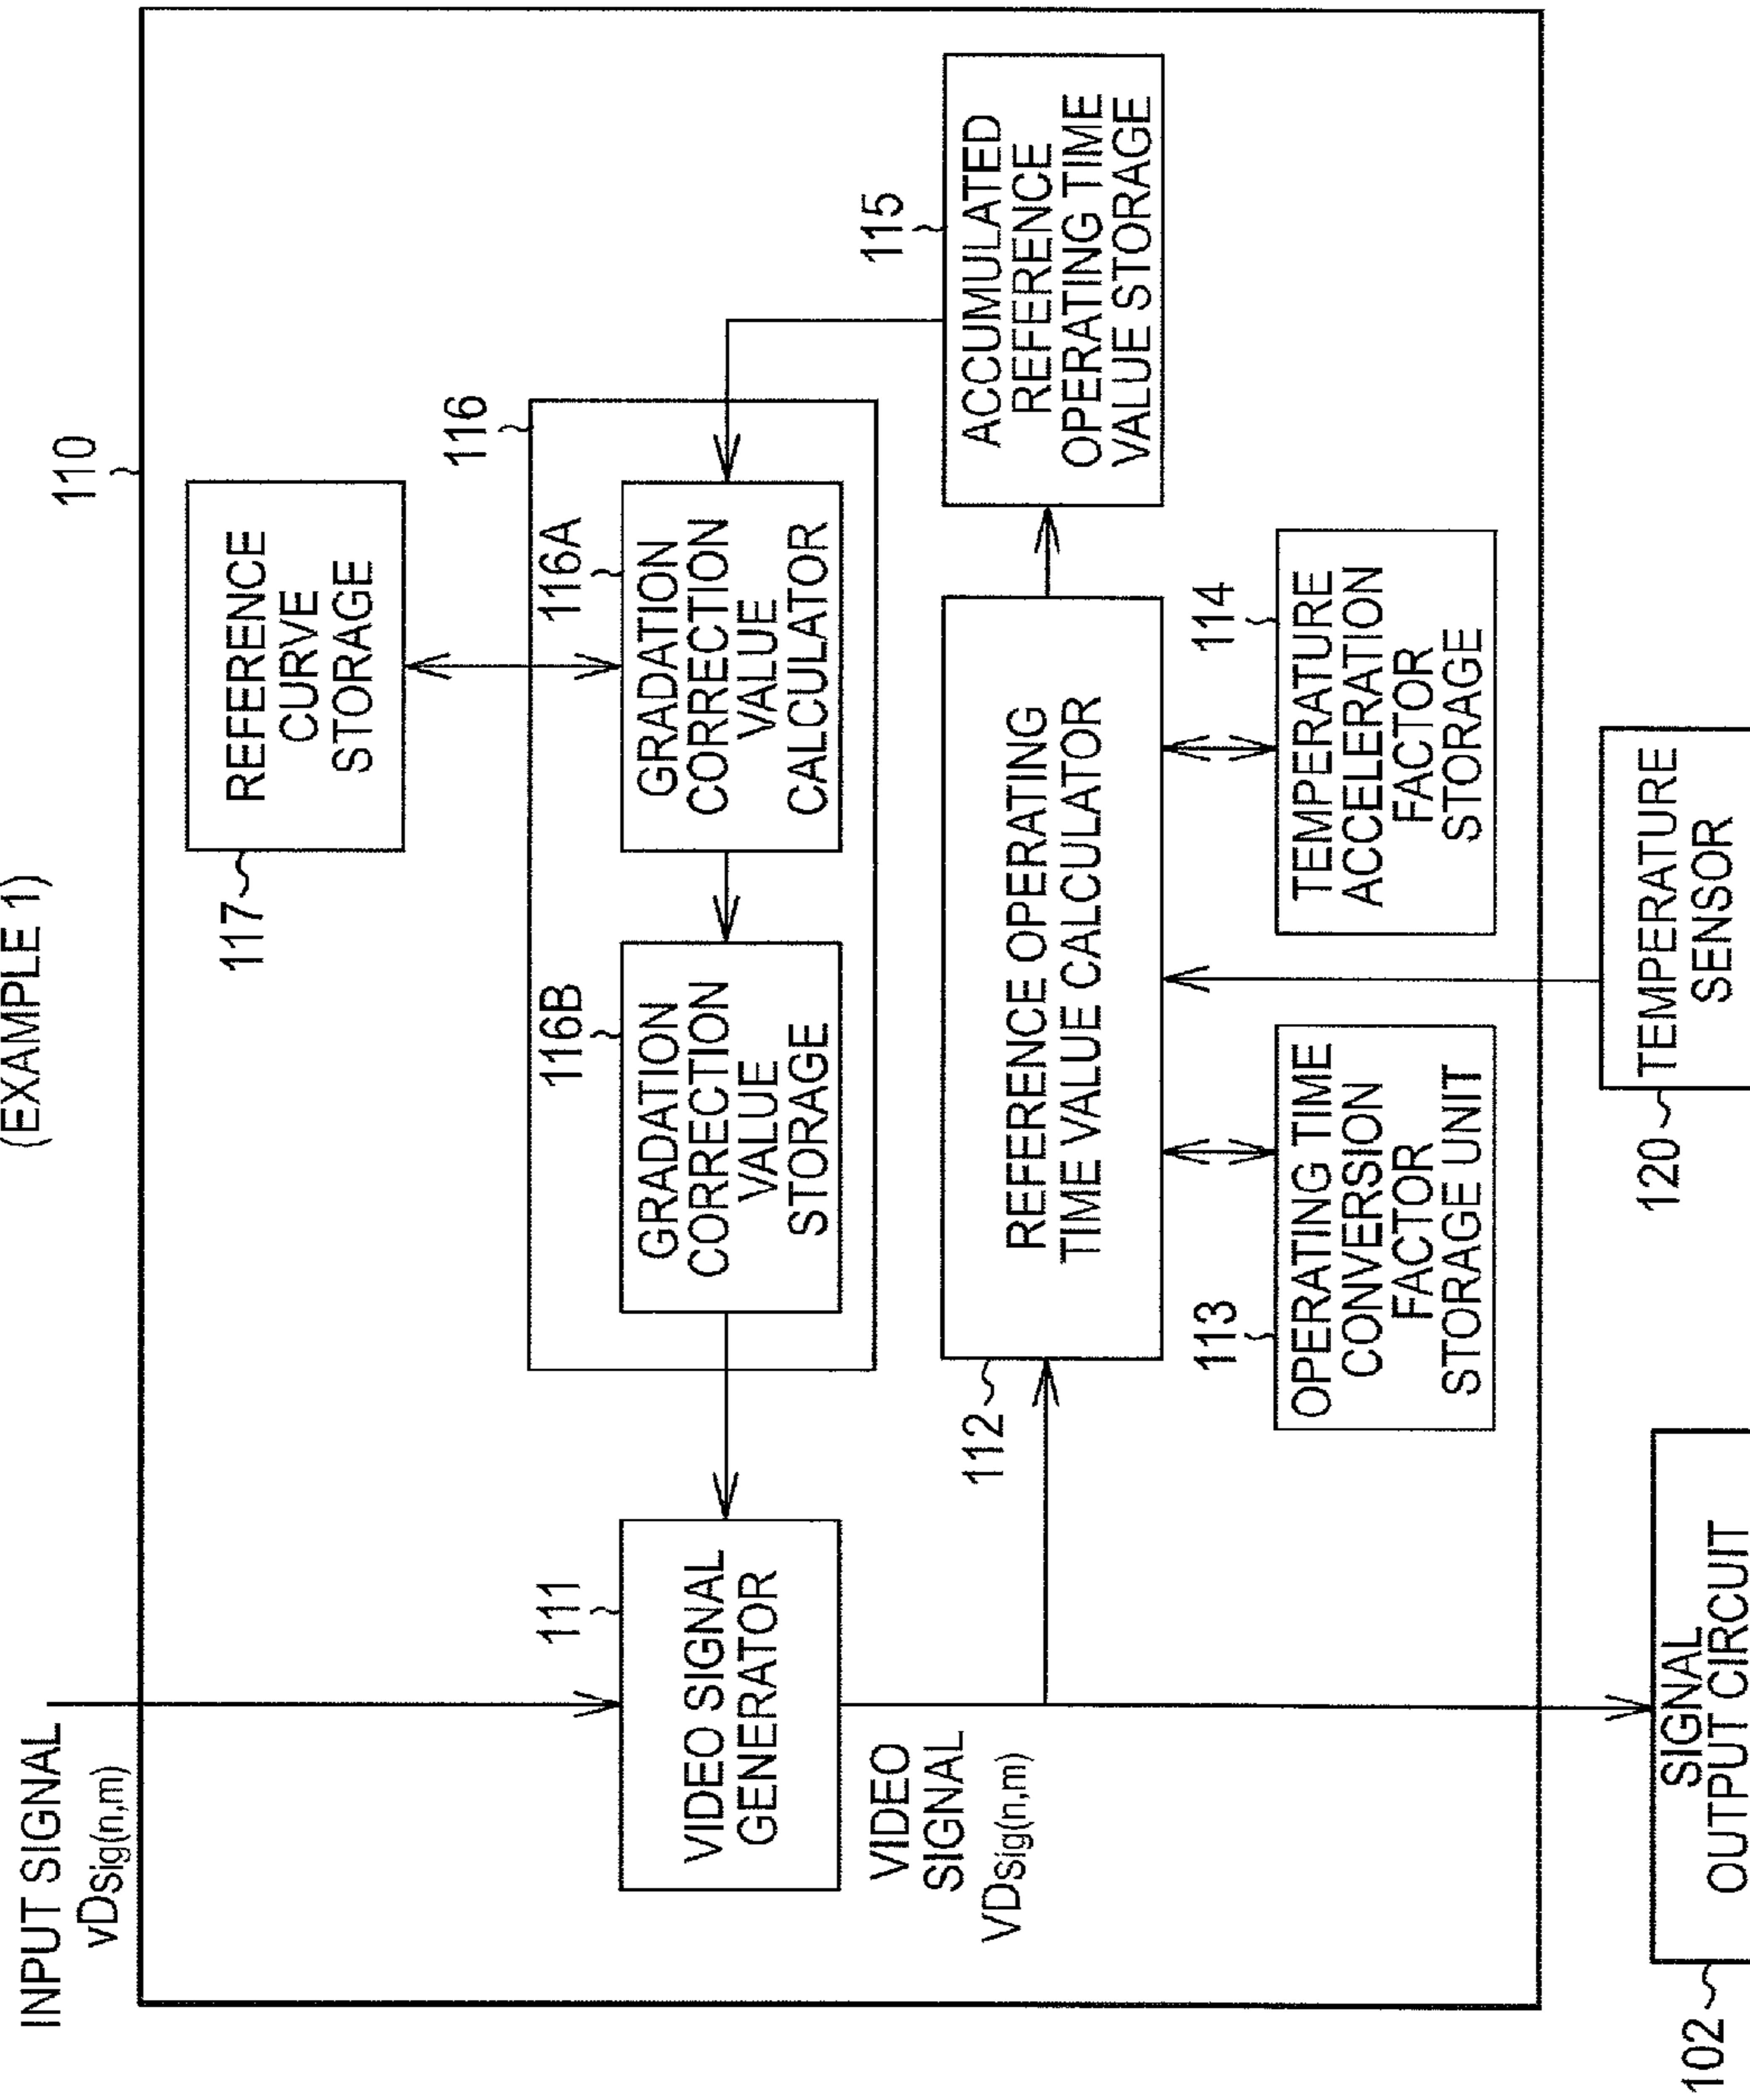 (EXAMPLE 1)
110
INPUT SIGNAL
vDSig(n,m)
117
REFERENCE
CURVE
STORAGE
116
111
VIDEO SIGNAL
GENERATOR
116B
GRADATION
CORRECTION
VALUE
STORAGE
116A
GRADATION
CORRECTION
VALUE
CALCULATOR
VIDEO
SIGNAL
VDSig(n,m)
112
REFERENCE OPERATING
TIME VALUE CALCULATOR
115
ACCUMULATED
REFERENCE
OPERATING TIME
VALUE STORAGE
113
OPERATING TIME
CONVERSION
FACTOR
STORAGE UNIT
114
TEMPERATURE
ACCELERATION
FACTOR
STORAGE
102
SIGNAL
OUTPUT CIRCUIT
120
TEMPERATURE
SENSOR